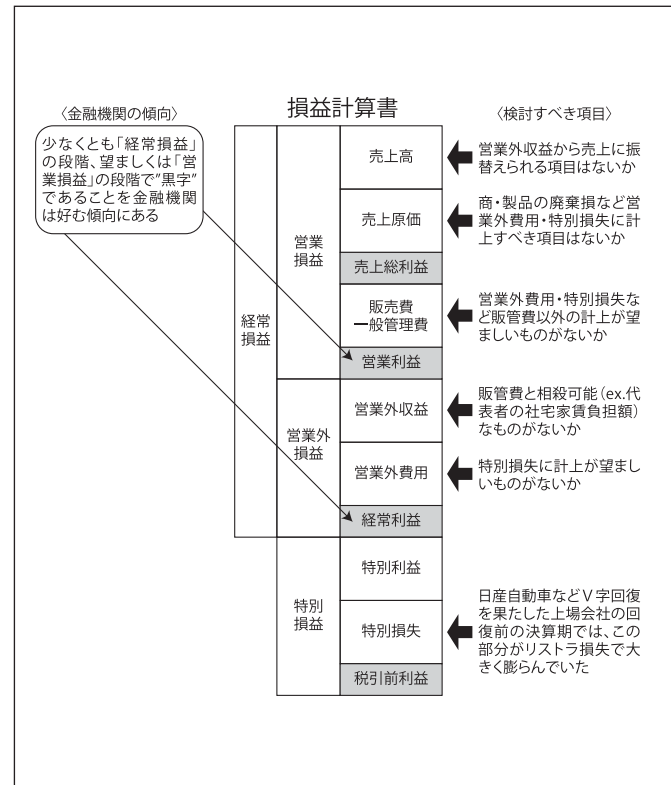 損益計算書
〈金融機関の傾向〉
少なくとも「経常損益」
の段階、望ましくは「営
業損益」の段階で"黒字"
であることを金融機関
は好む傾向にある
経常
損益
営業
損益
売上高
売上原価
売上総利益
販売費
一般管理費
営業利益
営業外
損益
営業外収益
営業外費用
経常利益
特別
損益
特別利益
特別損失
税引前利益
〈検討すべき項目〉
営業外収益から売上に振
替えられる項目はないか
商・製品の廃棄損など営
業外費用・特別損失に計
上すべき項目はないか
営業外費用・特別損失な
ど販管費以外の計上が望
ましいものがないか
販管費と相殺可能(ex.代
表者の社宅家賃負担額)
なものがないか
特別損失に計上が望まし
いものがないか
日産自動車などV字回復
を果たした上場会社の回
復前の決算期では、この
部分がリストラ損失で大
きく膨らんでいた